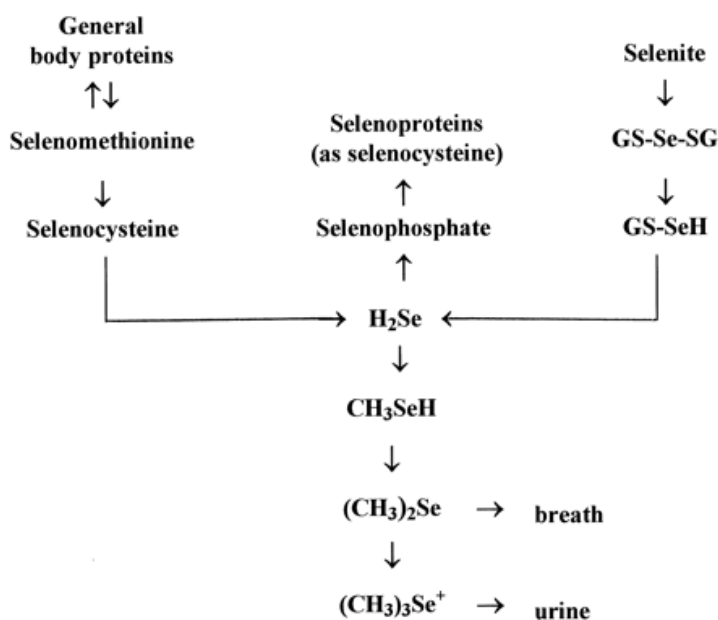 General
body proteins
↑↓
Selenomethionine
↓
Selenocysteine
Selenoproteins
(as selenocysteine)
↑
Selenophosphate
↑
Selenite
↓
GS-Se-SG
↓
GS-SeH
H₂Se
↓
CH₃SeH
↓
(CH₃)₂Se → breath
↓
(CH₃)₃Se⁺ → urine